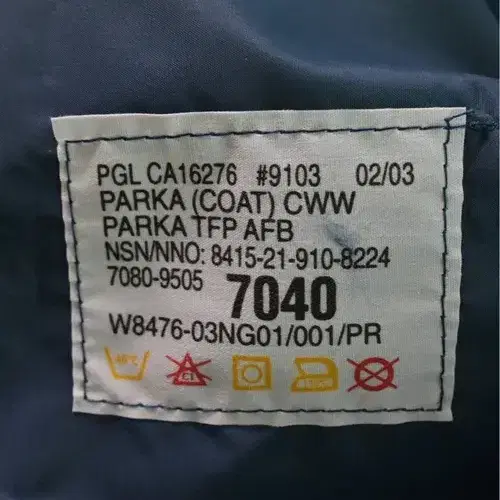 PGL CA16276 #9103 02/03
PARKA (COAT) CWW
PARKA TFP AFB
NSN/NNO: 8415-21-910-8224
7080-9505 7040
W8476-03NG01/001/PR